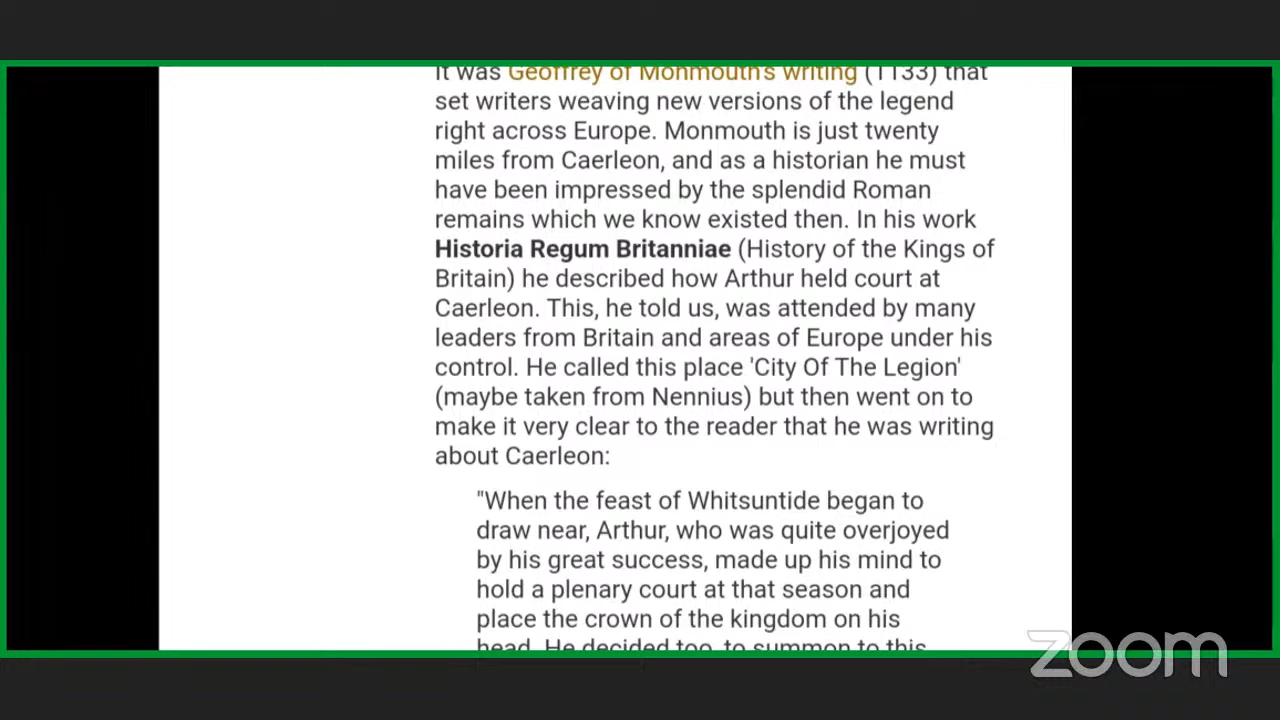 It was Geoffrey of Monmouth's writing (1133) that
set writers weaving new versions of the legend
right across Europe. Monmouth is just twenty
miles from Caerleon, and as a historian he must
have been impressed by the splendid Roman
remains which we know existed then. In his work
Historia Regum Britanniae (History of the Kings of
Britain) he described how Arthur held court at
Caerleon. This, he told us, was attended by many
leaders from Britain and areas of Europe under his
control. He called this place 'City Of The Legion'
(maybe taken from Nennius) but then went on to
make it very clear to the reader that he was writing
about Caerleon:
"When the feast of Whitsuntide began to
draw near, Arthur, who was quite overjoyed
by his great success, made up his mind to
hold a plenary court at that season and
place the crown of the kingdom on his
head. He decided too, to summon to this
zoom